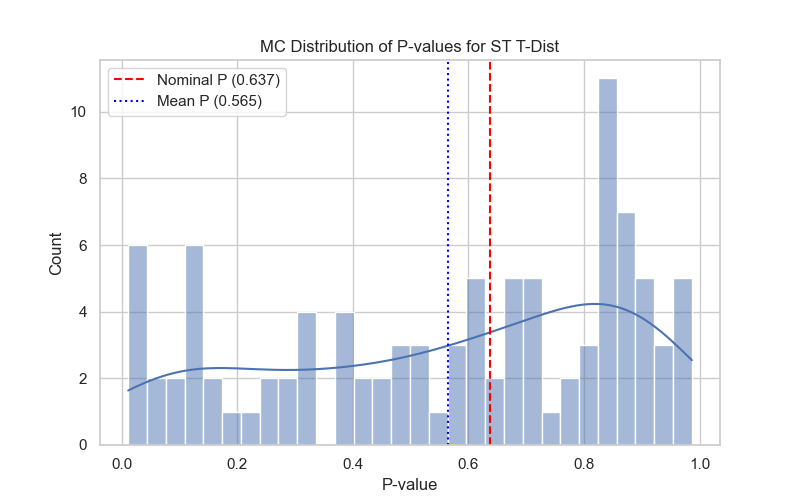 MC Distribution of P-values for ST T-Dist
Nominal P (0.637)
Mean P (0.565)
Count
10
8
6
4
2
0
0.0 0.2 0.4 0.6 0.8 1.0
P-value